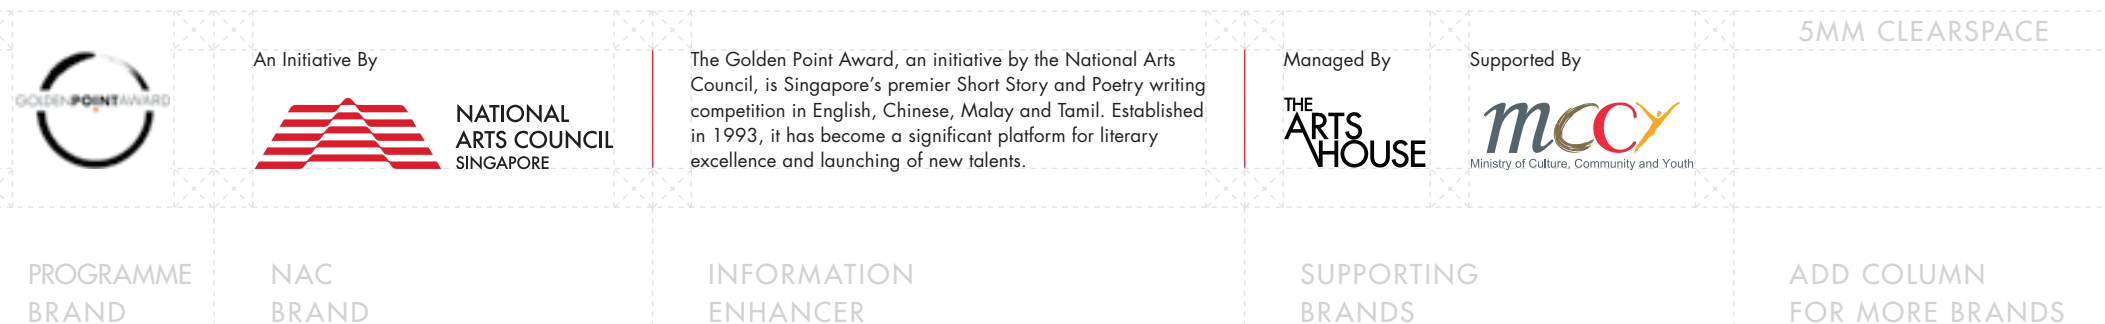 5MM CLEARSPACE
GOLDENPOINTAWARD
An Initiative By
NATIONAL
ARTS COUNCIL
SINGAPORE
The Golden Point Award, an initiative by the National Arts
Council, is Singapore's premier Short Story and Poetry writing
competition in English, Chinese, Malay and Tamil. Established
in 1993, it has become a significant platform for literary
excellence and launching of new talents.
Managed By
THE
ARTS
HOUSE
Supported By
mccy
Ministry of Culture, Community and Youth
PROGRAMME
BRAND
NAC
BRAND
INFORMATION
ENHANCER
SUPPORTING
BRANDS
ADD COLUMN
FOR MORE BRANDS